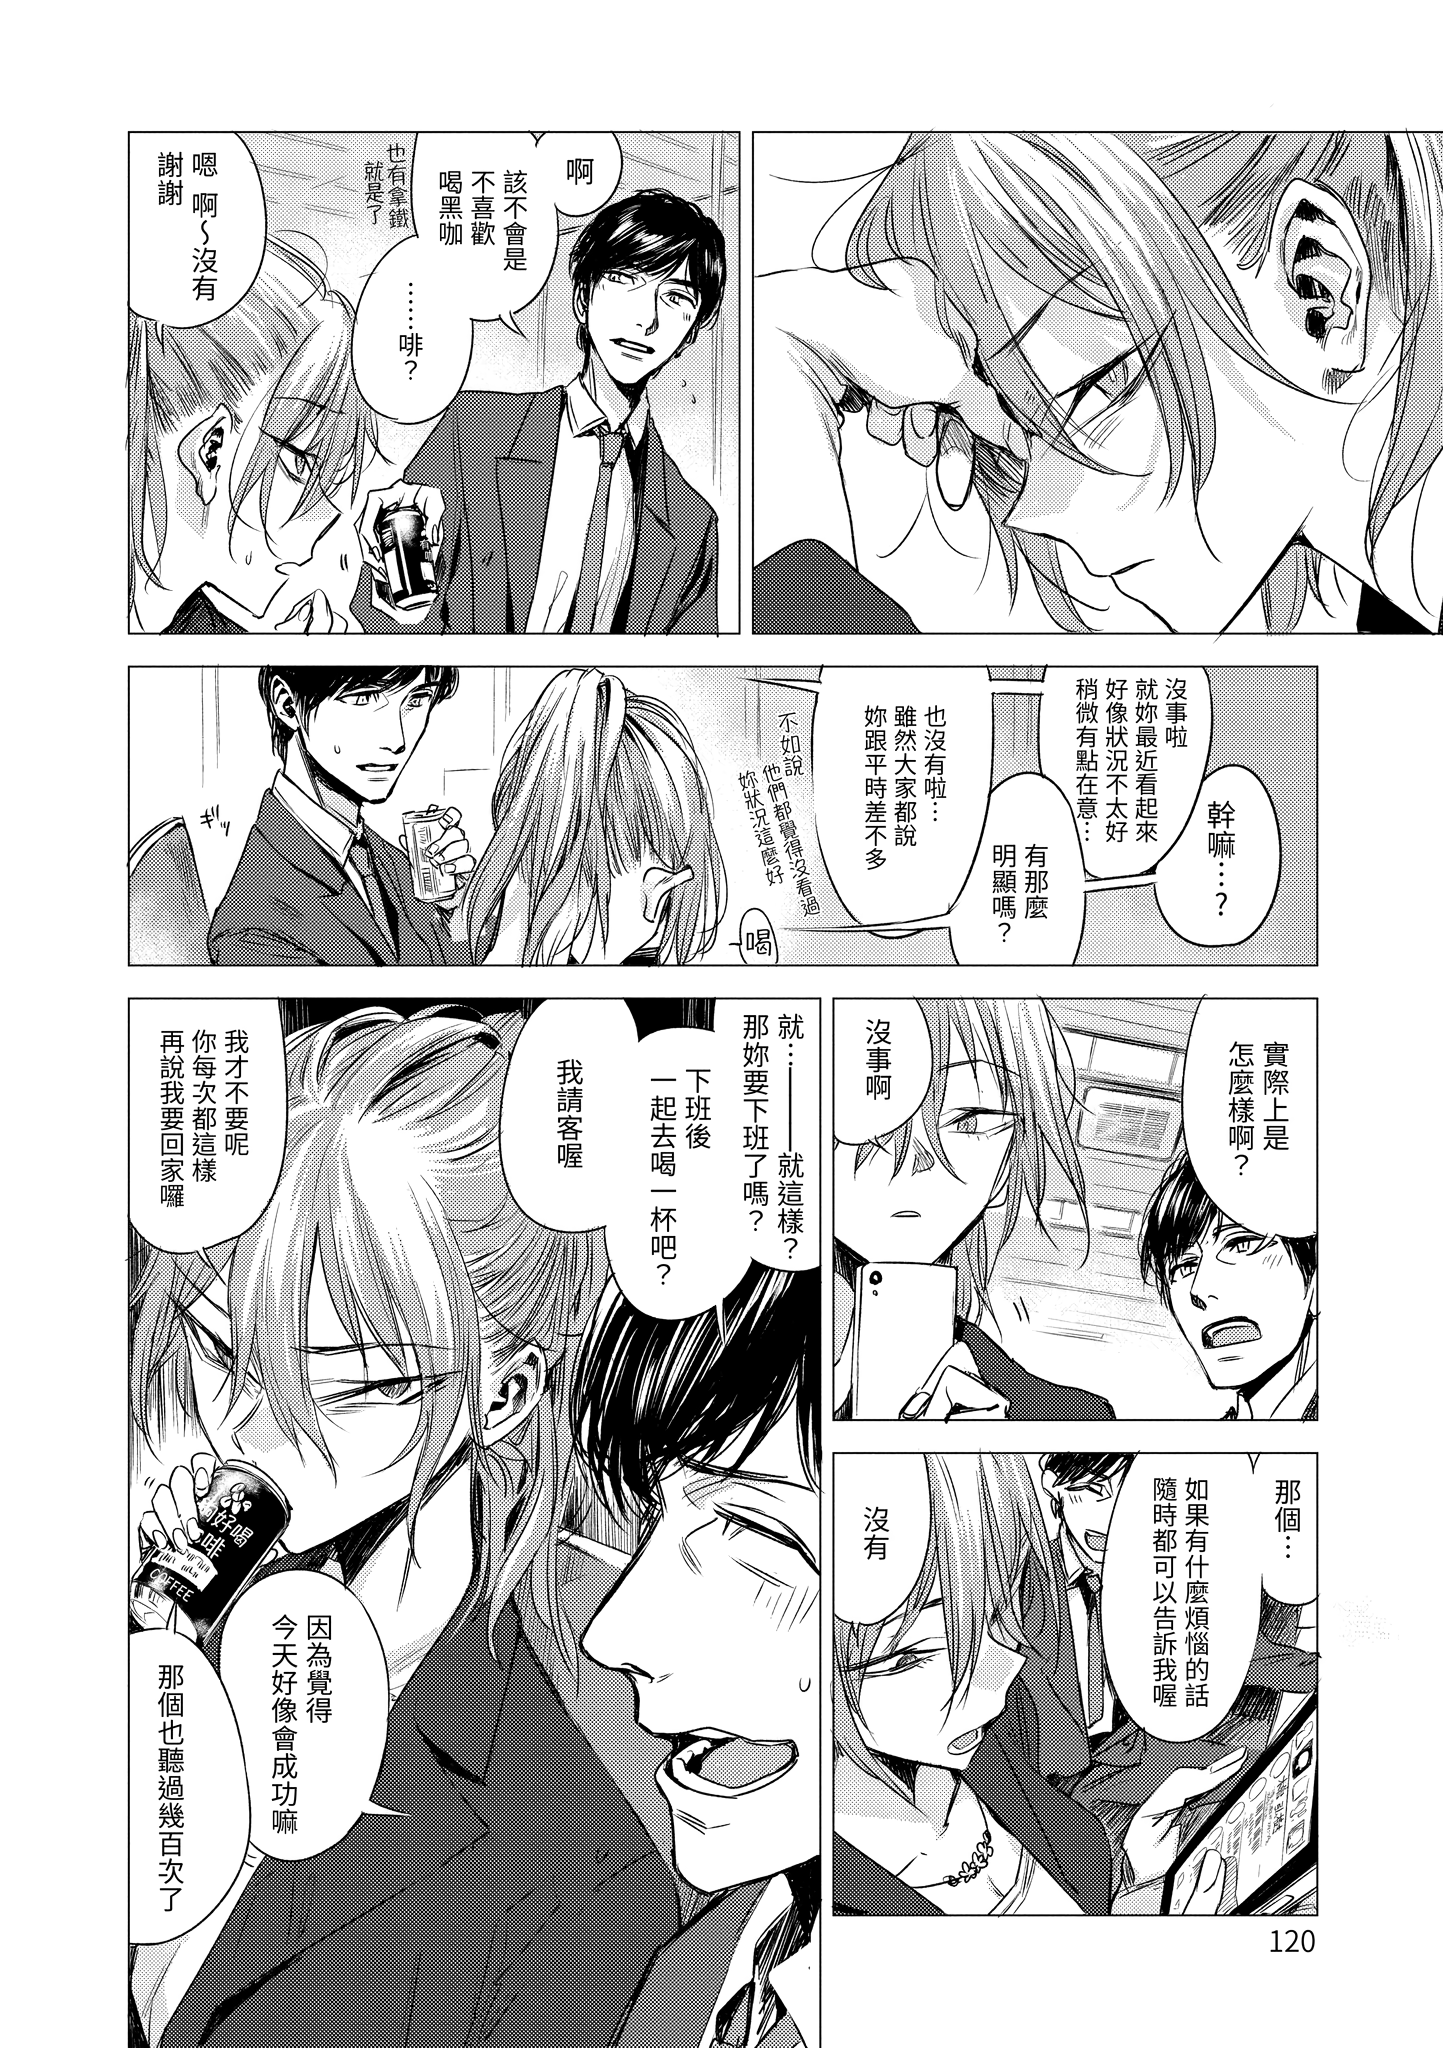 啊
該不會是
不喜歡
喝黑咖
……啡？
也有拿鐵
就是了
嗯 啊～沒有
謝謝
幹嘛…？
沒事啦
就妳最近看起來
好像狀況不太好
稍微有點在意…
有那麼
明顯嗎？
也沒有啦…
雖然大家都說
妳跟平時差不多
不如說
他們都覺得沒看過
妳狀況這麼好
喝
ギッ
實際上是
怎麼樣啊？
沒事啊
那個…
如果有什麼煩惱的話
隨時都可以告訴我喔
沒有
就…——就這樣？
那妳要下班了嗎？
下班後
一起去喝一杯吧？
我請客喔
我才不要呢
你每次都這樣
再說我要回家囉
好喝
啡
COFFEE
因為覺得
今天好像會成功嘛
那個也聽過幾百次了
120